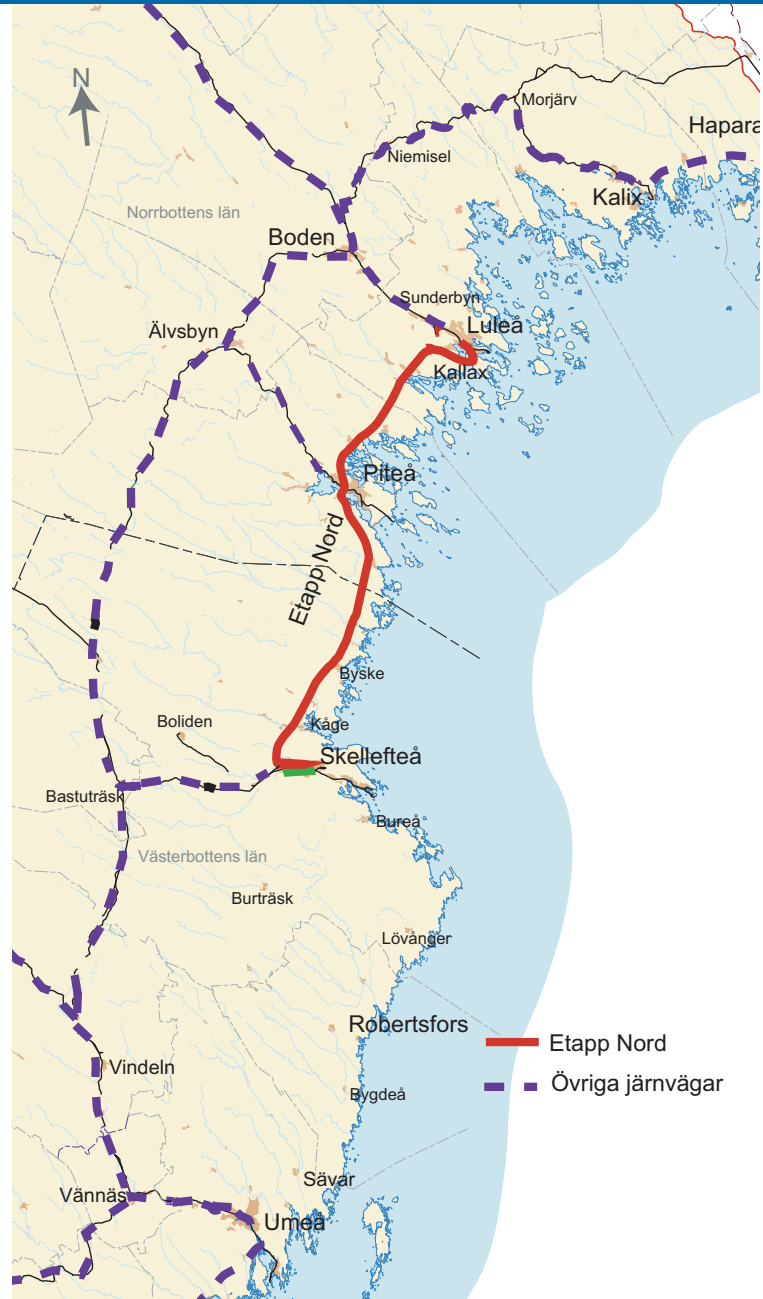 N
Morjärv
Hapara
Niemisel
Kalix
Norrbottens län
Boden
Sunderbyn
Luleå
Älvsbyn
Kallax
Piteå
Etapp Nord
Byske
Boliden
Kåge
Skellefteå
Bastuträsk
Bureå
Västerbottens län
Burträsk
Lövånger
Robertsfors
Etapp Nord
Vindeln
Övriga järnvägar
Bygdeå
Sävar
Vännäs
Umeå